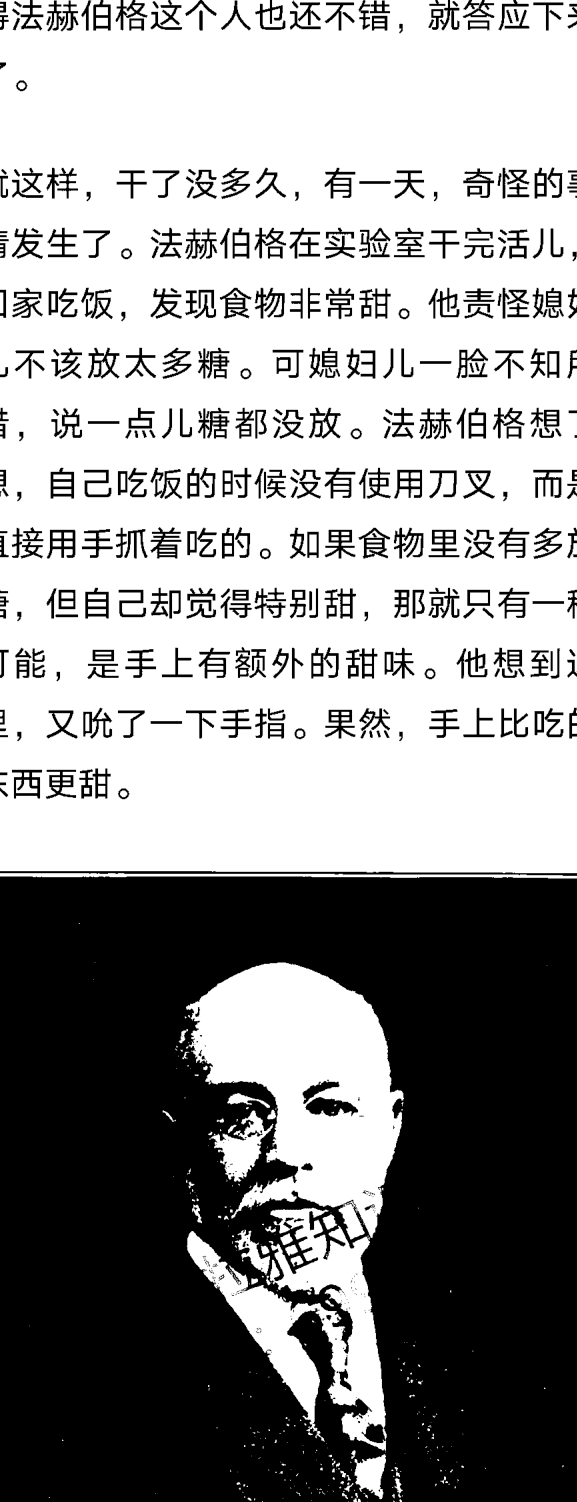 得法赫伯格这个人也还不错，就答应下来
了。
就这样，干了没多久，有一天，奇怪的事
情发生了。法赫伯格在实验室干完活儿，
回家吃饭，发现食物非常甜。他责怪媳妇
儿不该放太多糖。可媳妇儿一脸不知所
措，说一点儿糖都没放。法赫伯格想了
想，自己吃饭的时候没有使用刀叉，而是
直接用手抓着吃的。如果食物里没有多放
糖，但自己却觉得特别甜，那就只有一种
可能，是手上有额外的甜味。他想到这
里，又吮了一下手指。果然，手上比吃的
东西更甜。
雅知